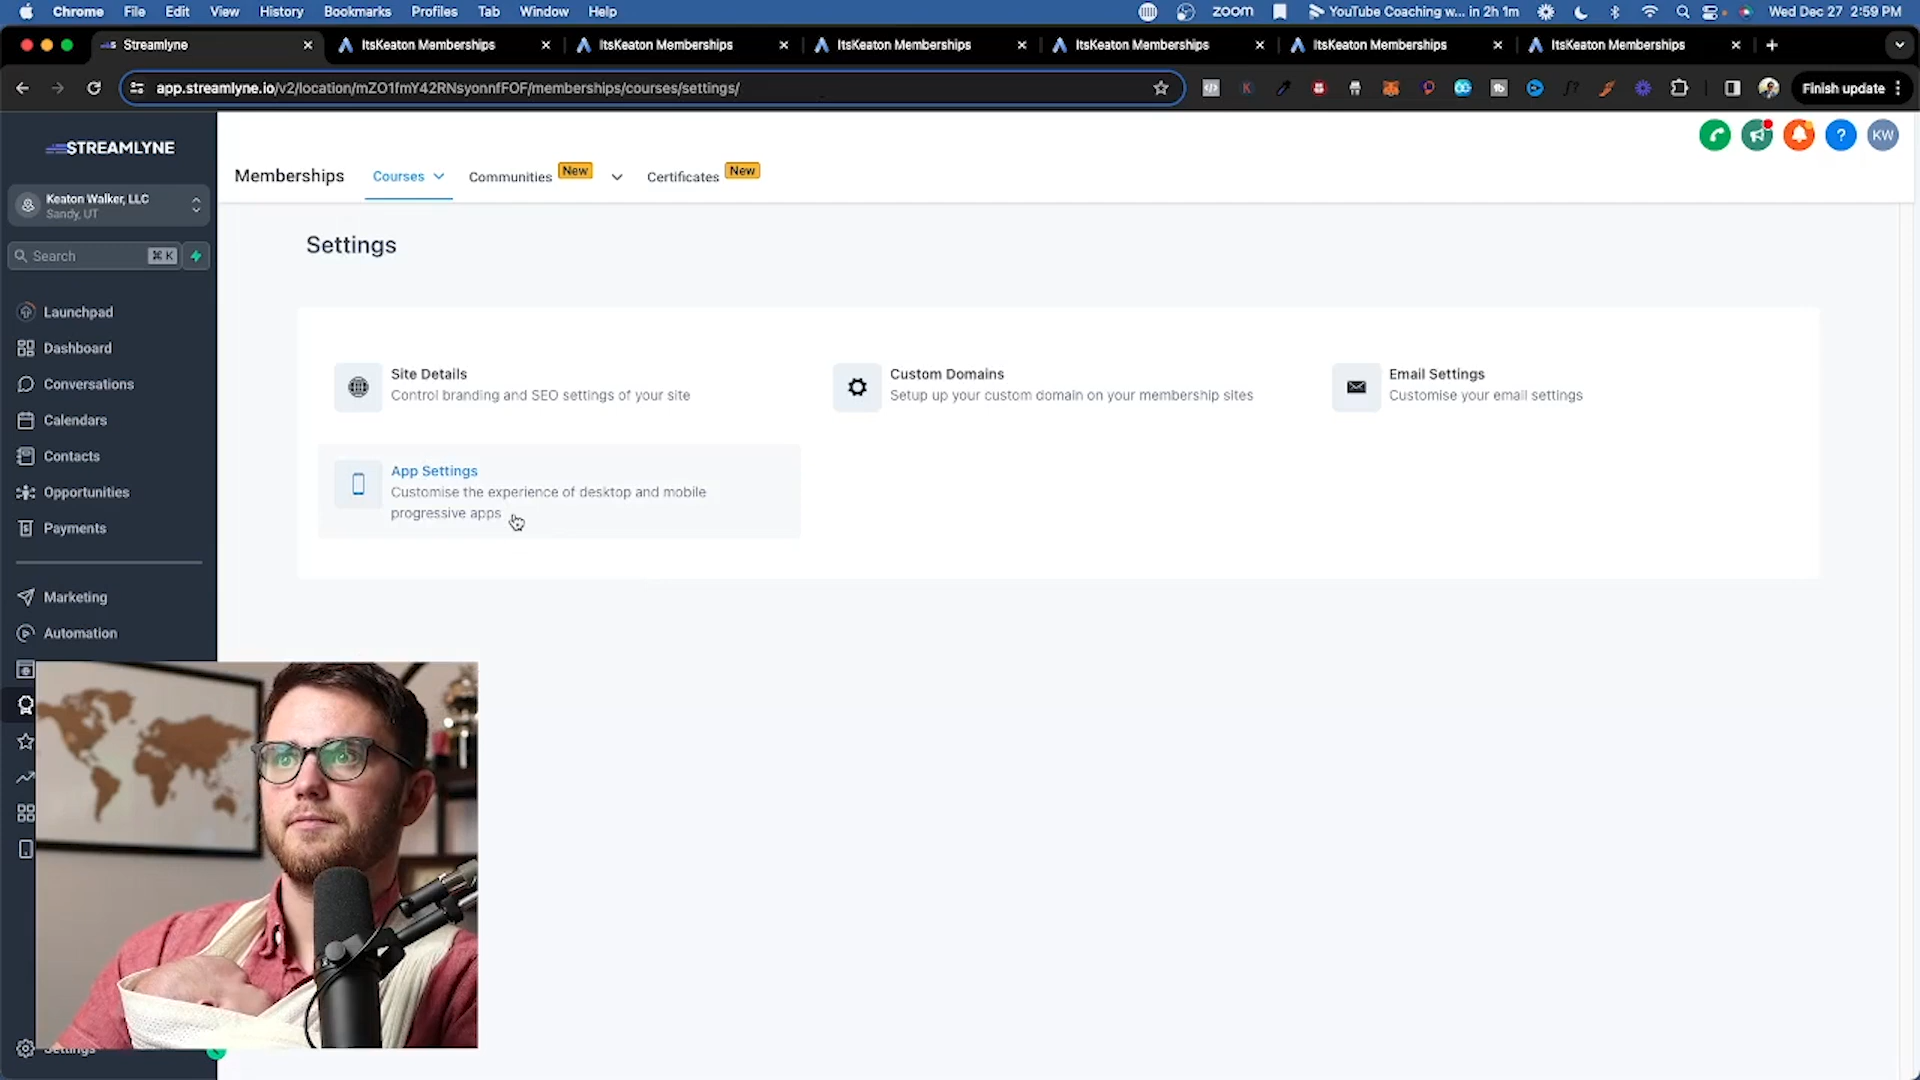 Chrome File Edit View History Bookmarks Profiles Tab Window Help zoom YouTube Coaching w... in 2h 1m Wed Dec 27 2:59 PM
Streamlyne ItsKeaton Memberships ItsKeaton Memberships ItsKeaton Memberships ItsKeaton Memberships ItsKeaton Memberships ItsKeaton Memberships
app.streamlyne.io/v2/location/mZO1fmY42RNsyonnfFOF/memberships/courses/settings/ Finish update
STREAMLYNE
Keaton Walker, LLC
Sandy, UT
Search ⌘ K
Launchpad
Dashboard
Conversations
Calendars
Contacts
Opportunities
Payments
Marketing
Automation
Settings
KW
Memberships Courses Communities New Certificates New
Settings
Site Details
Control branding and SEO settings of your site
Custom Domains
Setup up your custom domain on your membership sites
Email Settings
Customise your email settings
App Settings
Customise the experience of desktop and mobile
progressive apps